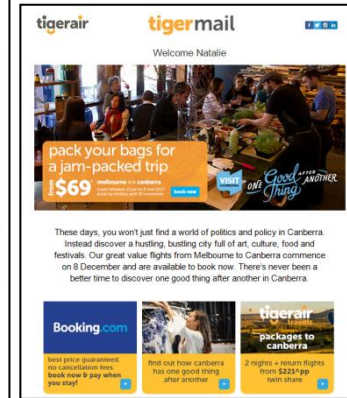 tigerair
tigermail
Welcome Natalie
pack your bags for
a jam-packed trip
from $69* melbourne <> canberra
book now
VISIT
CANBERRA
ONE Good AFTER ANOTHER
Thing
These days, you won't just find a world of politics and policy in Canberra.
Instead discover a hustling, bustling city full of art, culture, food and
festivals. Our great value flights from Melbourne to Canberra commence
on 8 December and are available to book now. There's never been a
better time to discover one good thing after another in Canberra.
Booking.com
best price guaranteed.
no cancellation fees.
book now & pay when
you stay!
find out how canberra
has one good thing
after another
tigerair
travels
packages to
canberra
2 nights + return flights
from $221^pp
twin share